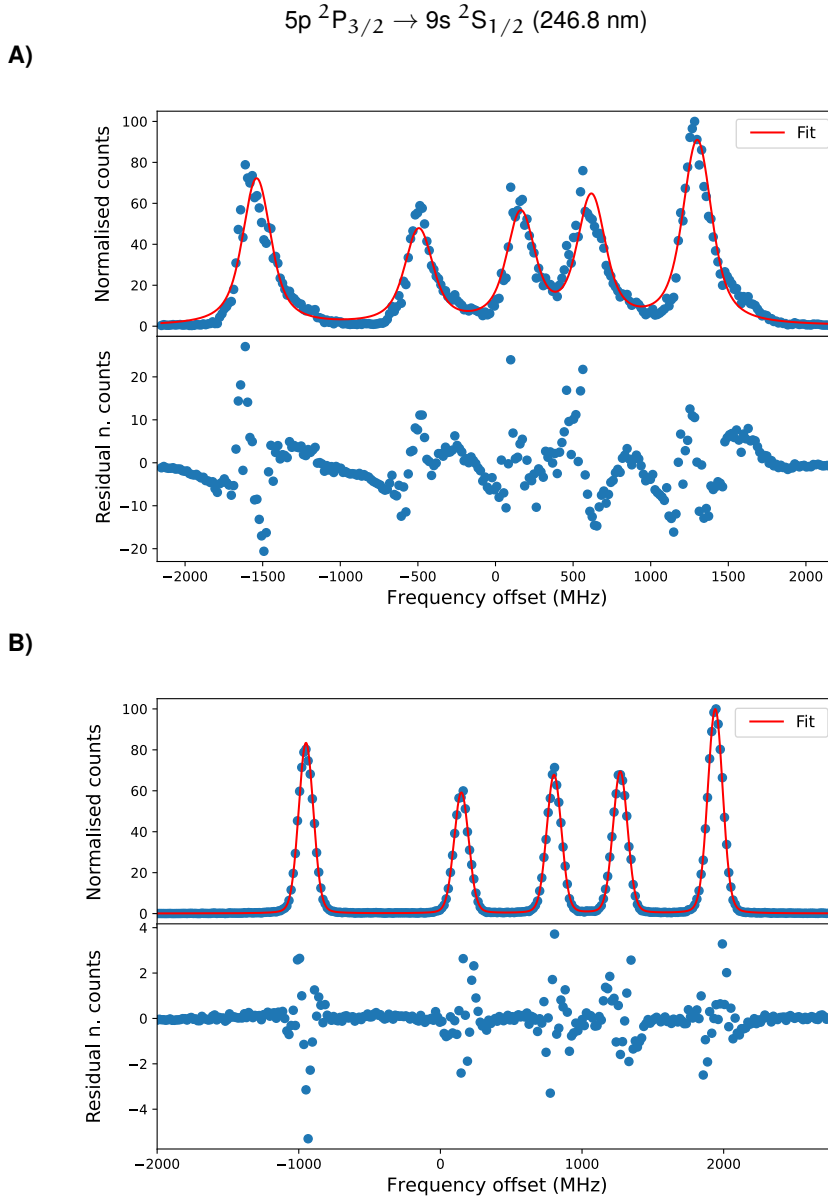 5p ²P₃/₂ → 9s ²S₁/₂ (246.8 nm)
A)
Normalised counts
100
80
60
40
20
0
Fit
Residual n. counts
20
10
0
−10
−20
−2000 −1500 −1000 −500 0 500 1000 1500 2000
Frequency offset (MHz)
B)
Normalised counts
100
80
60
40
20
0
Fit
Residual n. counts
4
2
0
−2
−4
−2000 −1000 0 1000 2000
Frequency offset (MHz)